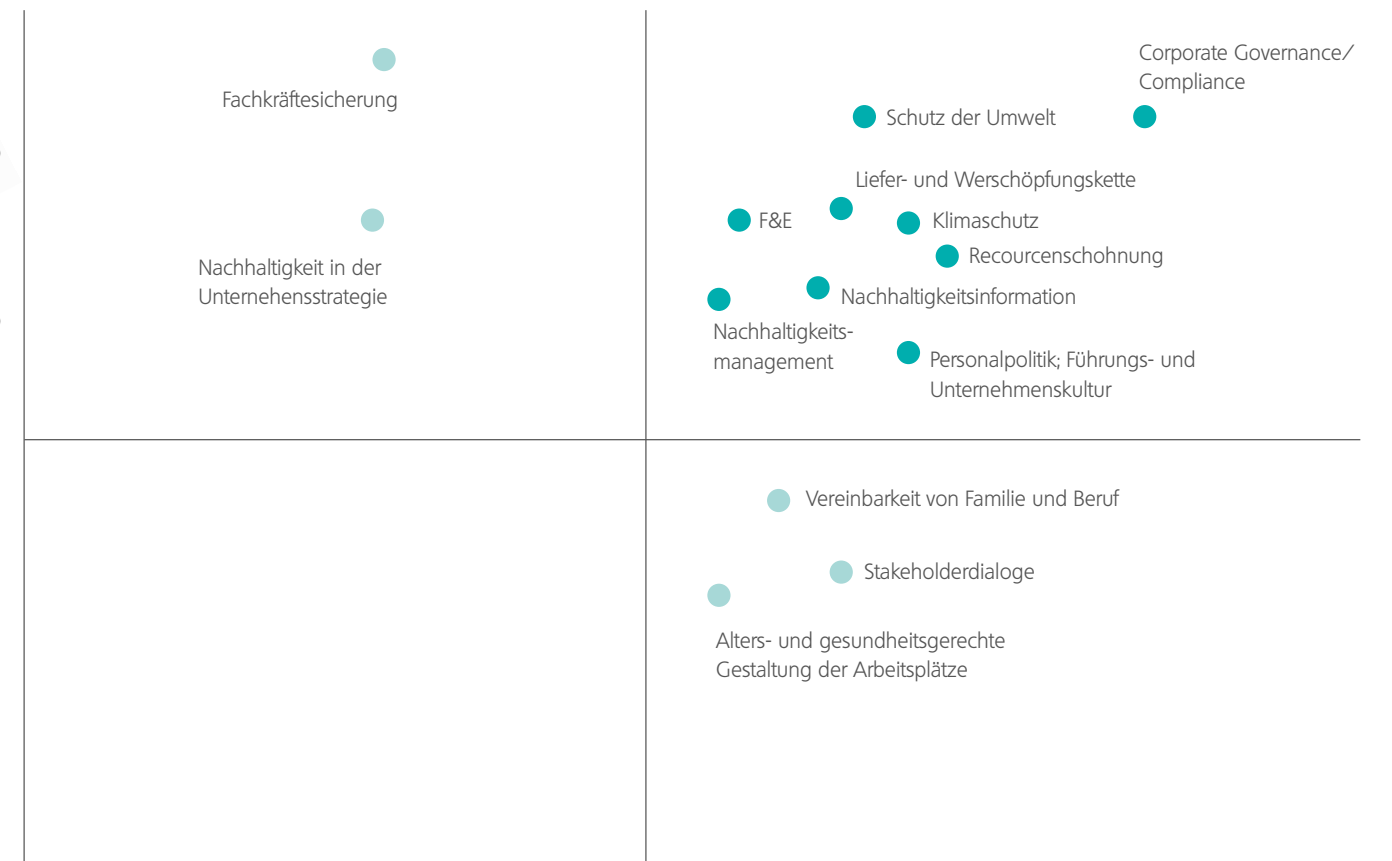 Corporate Governance/
Compliance
Fachkräftesicherung
Schutz der Umwelt
Liefer- und Werschöpfungskette
F&E
Klimaschutz
Recourcenschohnung
Nachhaltigkeit in der
Unternehensstrategie
Nachhaltigkeitsinformation
Nachhaltigkeits-
management
Personalpolitik; Führungs- und
Unternehmenskultur
Vereinbarkeit von Familie und Beruf
Stakeholderdialoge
Alters- und gesundheitsgerechte
Gestaltung der Arbeitsplätze